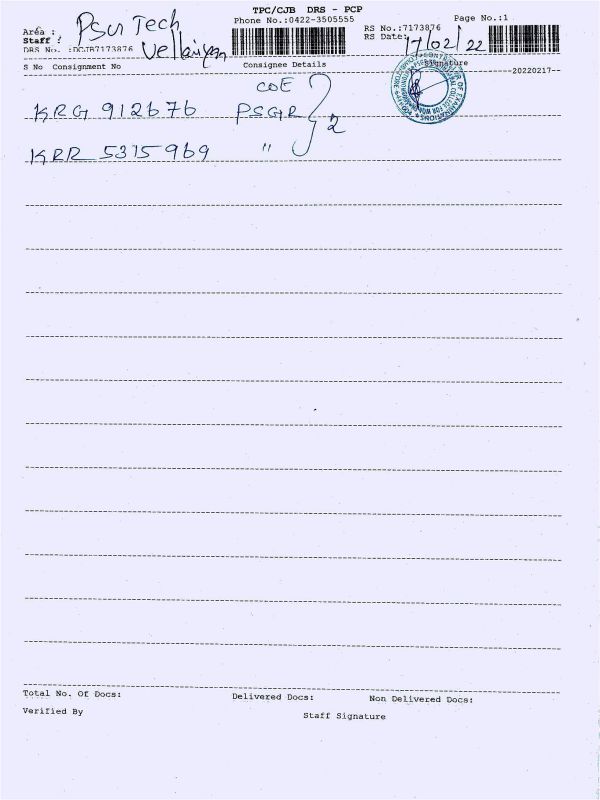 TPC/CJB DRS - PCP
Phone No.:0422-3505555
Page No.:1
RS No.:7173876
RS Date: 17/02/22
Area : PSG Tech
Staff : Vellaiyan
DRS No. :DCJB7173876
S No Consignment No Consignee Details Signature
20220217
COE
KRG 912676 PSGR } 2
KRR 5315969 "
Total No. Of Docs: Delivered Docs: Non Delivered Docs:
Verified By Staff Signature